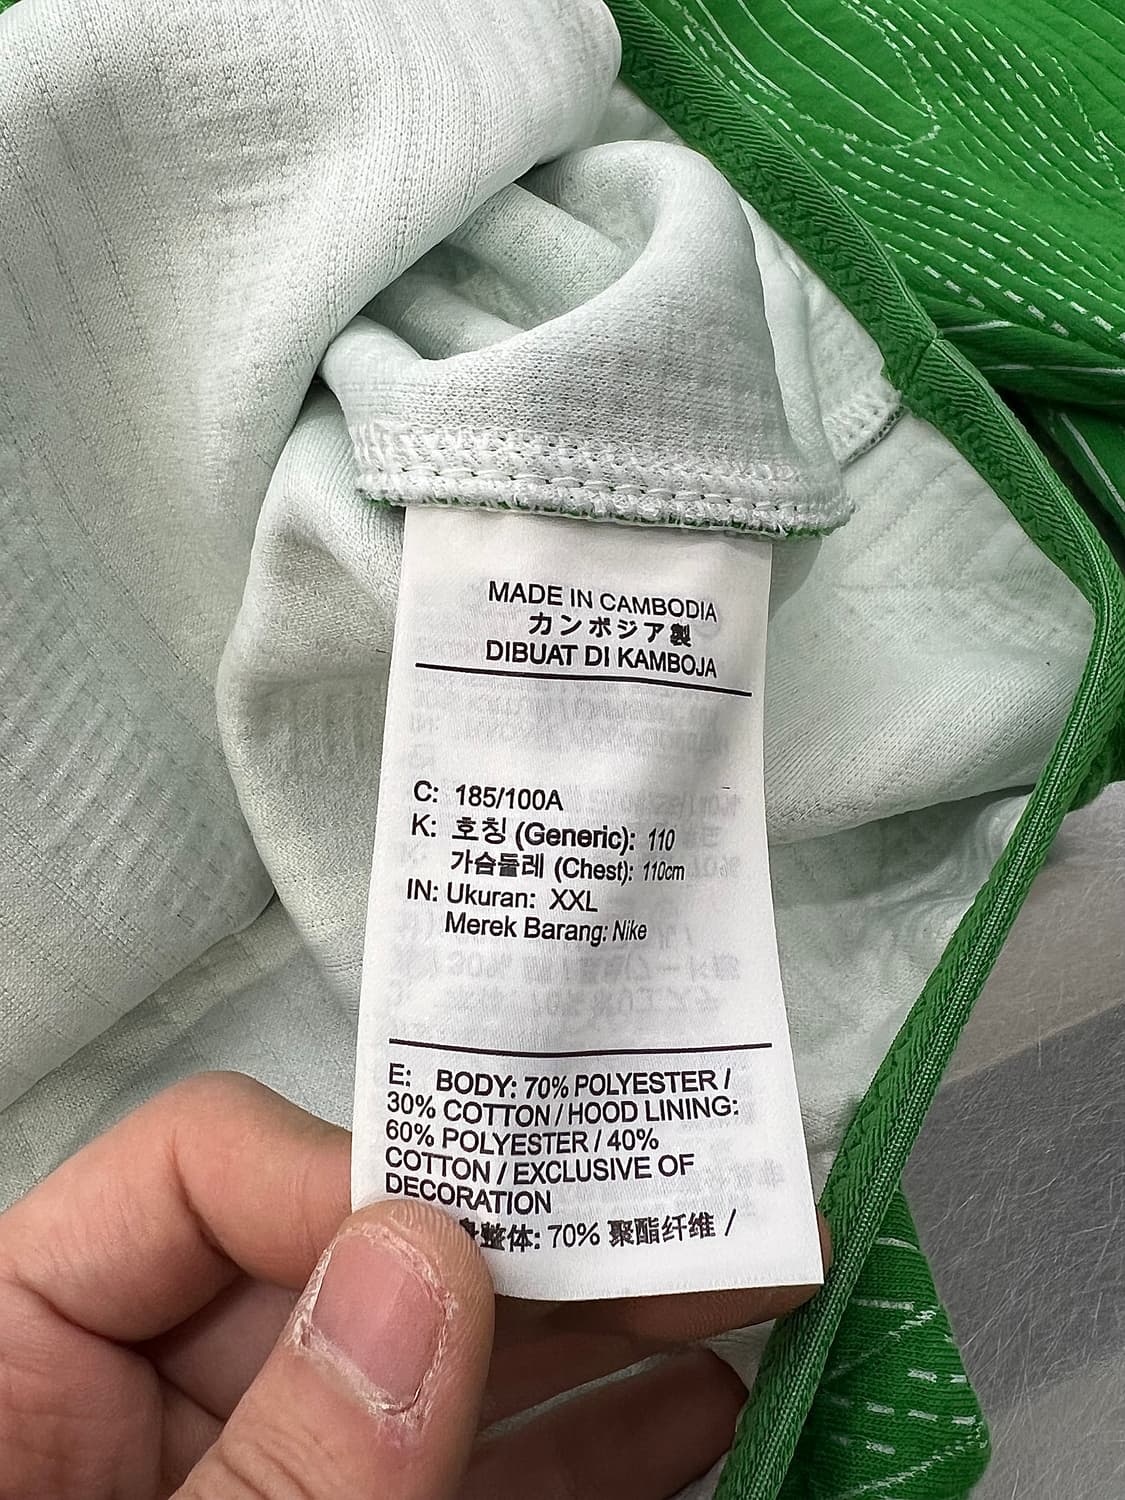 MADE IN CAMBODIA
カンボジア製
DIBUAT DI KAMBOJA
C: 185/100A
K: 호칭 (Generic): 110
가슴둘레 (Chest): 110cm
IN: Ukuran: XXL
Merek Barang: Nike
E: BODY: 70% POLYESTER /
30% COTTON / HOOD LINING:
60% POLYESTER / 40%
COTTON / EXCLUSIVE OF
DECORATION
整体: 70% 聚酯纤维 /